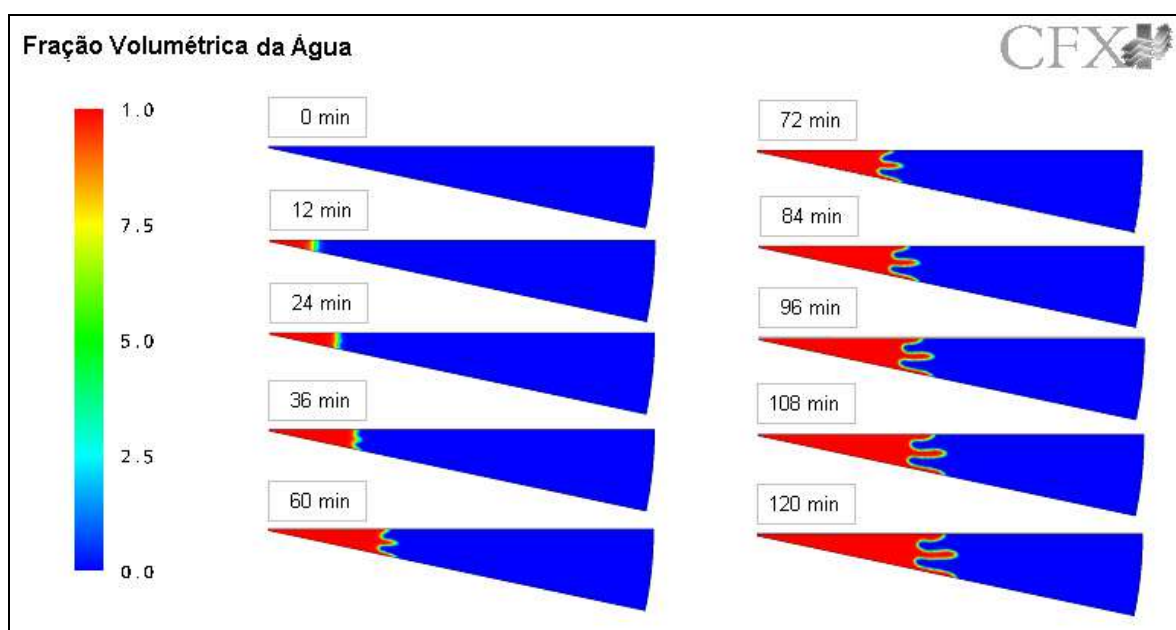 Fração Volumétrica da Água
CFX
1.0
7.5
5.0
2.5
0.0
0 min
12 min
24 min
36 min
60 min
72 min
84 min
96 min
108 min
120 min